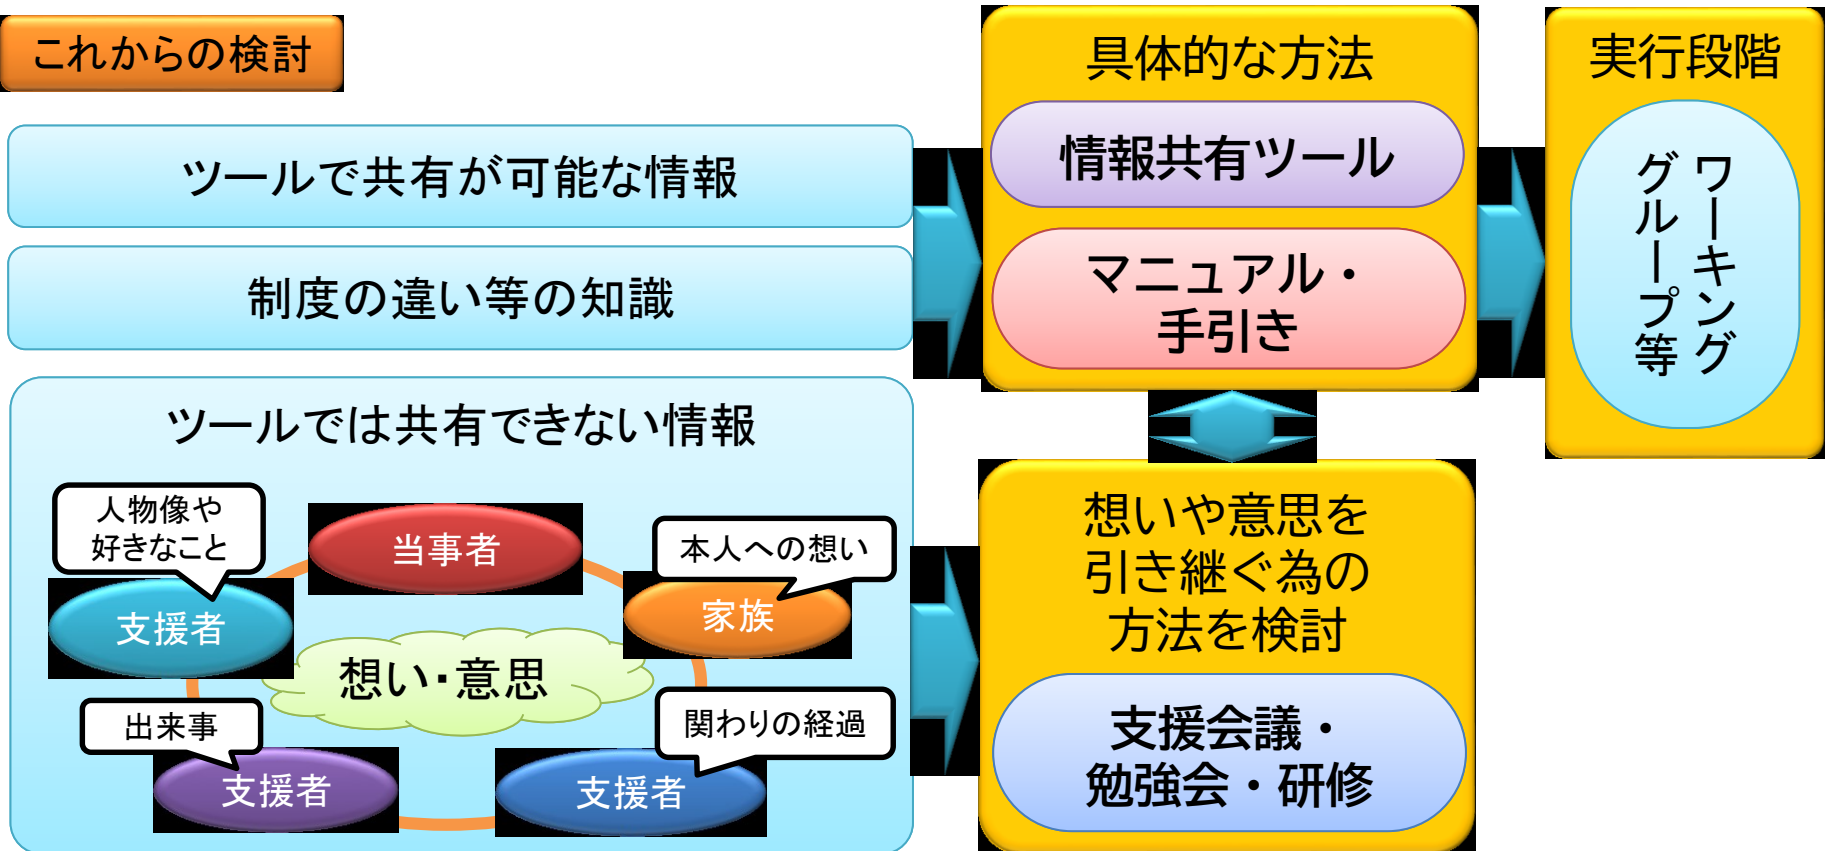 これからの検討
ツールで共有が可能な情報
制度の違い等の知識
ツールでは共有できない情報
人物像や
好きなこと
当事者
本人への想い
支援者
家族
想い・意思
出来事
関わりの経過
支援者
支援者
具体的な方法
情報共有ツール
マニュアル・
手引き
想いや意思を
引き継ぐ為の
方法を検討
支援会議・
勉強会・研修
実行段階
ワーキング
グループ等